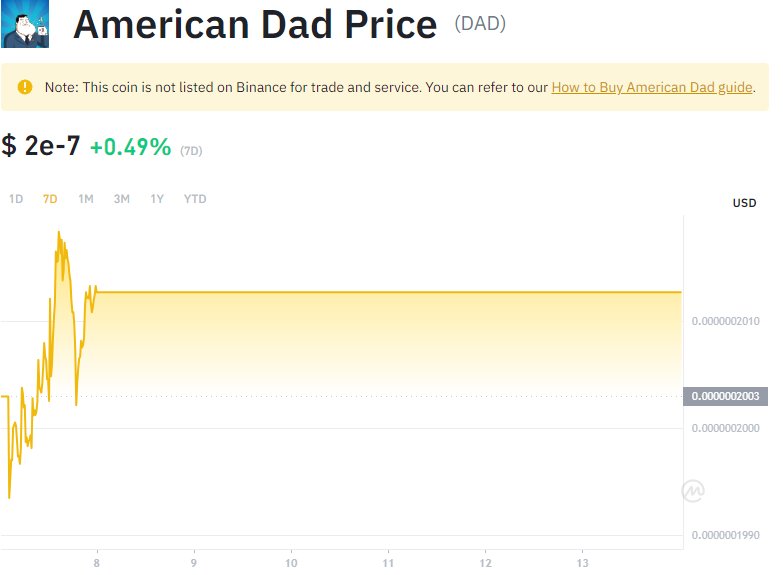 American Dad Price (DAD)
Note: This coin is not listed on Binance for trade and service. You can refer to our How to Buy American Dad guide.
$ 2e-7 +0.49% (7D)
1D 7D 1M 3M 1Y YTD
USD
0.0000002010
0.0000002003
0.0000002000
0.0000001990
8 9 10 11 12 13